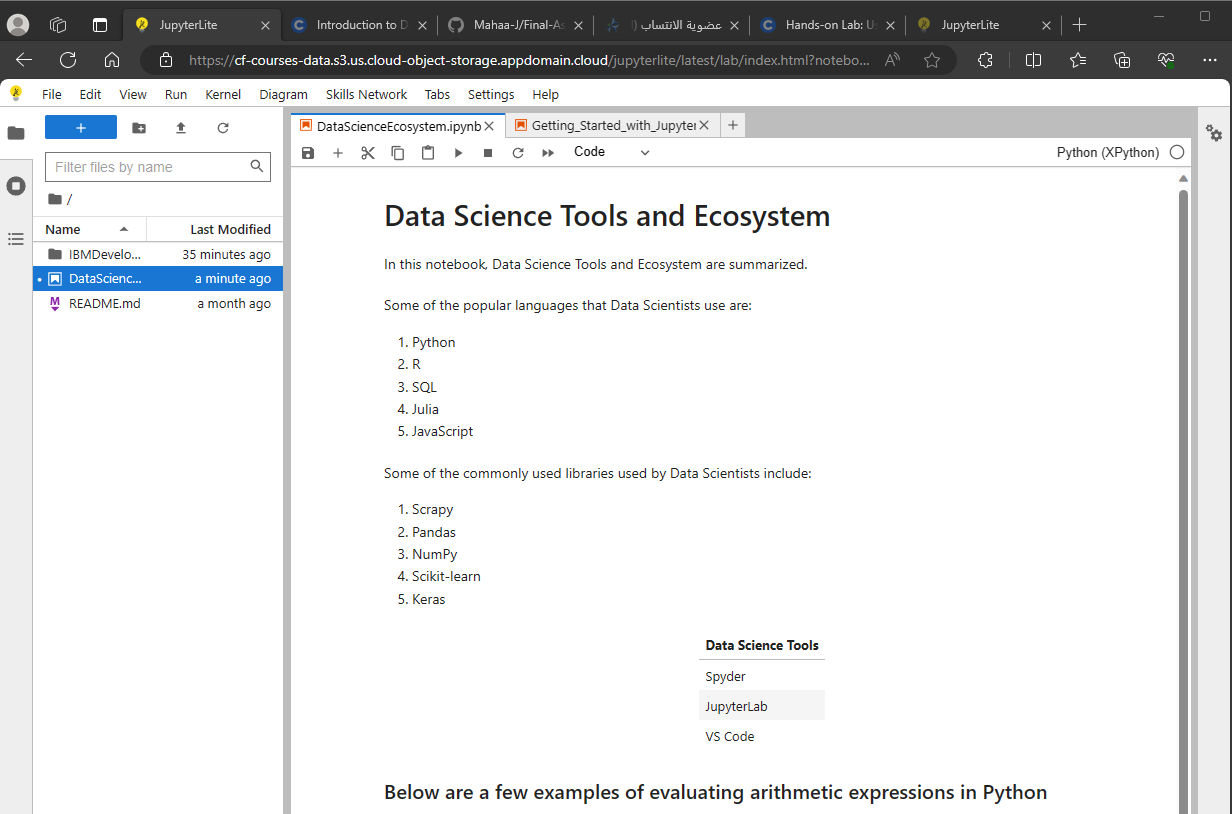 JupyterLite
Introduction to D
Mahaa-J/Final-As
عضوية الانتساب (
Hands-on Lab: Us
JupyterLite
https://cf-courses-data.s3.us.cloud-object-storage.appdomain.cloud/jupyterlite/latest/lab/index.html?notebo...
File Edit View Run Kernel Diagram Skills Network Tabs Settings Help
Filter files by name
/
Name Last Modified
IBMDevelo... 35 minutes ago
DataScienc... a minute ago
README.md a month ago
DataScienceEcosystem.ipynb
Getting_Started_with_Jupyter
Code
Python (XPython)
Data Science Tools and Ecosystem
In this notebook, Data Science Tools and Ecosystem are summarized.
Some of the popular languages that Data Scientists use are:
1. Python
2. R
3. SQL
4. Julia
5. JavaScript
Some of the commonly used libraries used by Data Scientists include:
1. Scrapy
2. Pandas
3. NumPy
4. Scikit-learn
5. Keras
Data Science Tools
Spyder
JupyterLab
VS Code
Below are a few examples of evaluating arithmetic expressions in Python